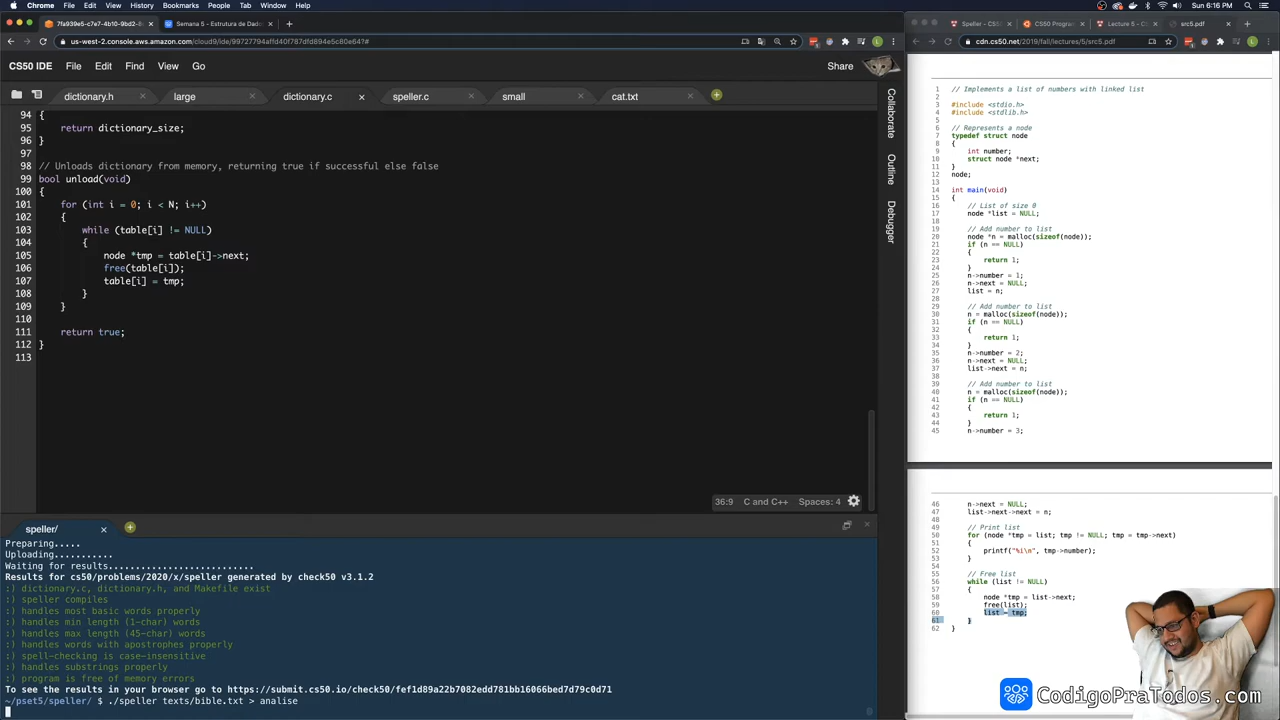 Chrome File Edit View History Bookmarks People Tab Window Help
Sun 6:16 PM
Semana 5 - Estrutura de Dado
us-west-2.console.aws.amazon.com/cloud9/ide/99727794affd40f787dfd894e5c80e64?#
CS50 IDE File Edit Find View Go
Share
dictionary.h
large
dictionary.c
speller.c
small
cat.txt
Collaborate
Outline
Debugger
94
95 return dictionary_size;
96 }
97
98 // Unloads dictionary from memory, returning true if successful else false
99 bool unload(void)
100 {
101 for (int i = 0; i < N; i++)
102 {
103 while (table[i] != NULL)
104 {
105 node *tmp = table[i]->next;
106 free(table[i]);
107 table[i] = tmp;
108 }
109 }
110
111 return true;
112 }
113
36:9 C and C++ Spaces: 4
speller/
Preparing.....
Uploading...........
Waiting for results.........................
Results for cs50/problems/2020/x/speller generated by check50 v3.1.2
:) dictionary.c, dictionary.h, and Makefile exist
:) speller compiles
:) handles most basic words properly
:) handles min length (1-char) words
:) handles max length (45-char) words
:) handles words with apostrophes properly
:) spell-checking is case-insensitive
:) handles substrings properly
:) program is free of memory errors
To see the results in your browser go to https://submit.cs50.io/check50/fef1d89a22b7082edd781bb16066bed7d79c0d71
~/pset5/speller/ $ ./speller texts/bible.txt > analise
Speller - CS50
CS50 Program
Lecture 5 - CS
src5.pdf
cdn.cs50.net/2019/fall/lectures/5/src5.pdf
1 // Implements a list of numbers with linked list
2
3 #include <stdio.h>
4 #include <stdlib.h>
5
6 // Represents a node
7 typedef struct node
8 {
9 int number;
10 struct node *next;
11 }
12 node;
13
14 int main(void)
15 {
16 // List of size 0
17 node *list = NULL;
18
19 // Add number to list
20 node *n = malloc(sizeof(node));
21 if (n == NULL)
22 {
23 return 1;
24 }
25 n->number = 1;
26 n->next = NULL;
27 list = n;
28
29 // Add number to list
30 n = malloc(sizeof(node));
31 if (n == NULL)
32 {
33 return 1;
34 }
35 n->number = 2;
36 n->next = NULL;
37 list->next = n;
38
39 // Add number to list
40 n = malloc(sizeof(node));
41 if (n == NULL)
42 {
43 return 1;
44 }
45 n->number = 3;
46 n->next = NULL;
47 list->next->next = n;
48
49 // Print list
50 for (node *tmp = list; tmp != NULL; tmp = tmp->next)
51 {
52 printf("%i\n", tmp->number);
53 }
54
55 // Free list
56 while (list != NULL)
57 {
58 node *tmp = list->next;
59 free(list);
60 list = tmp;
61 }
62 }
CodigoPraTodos.com